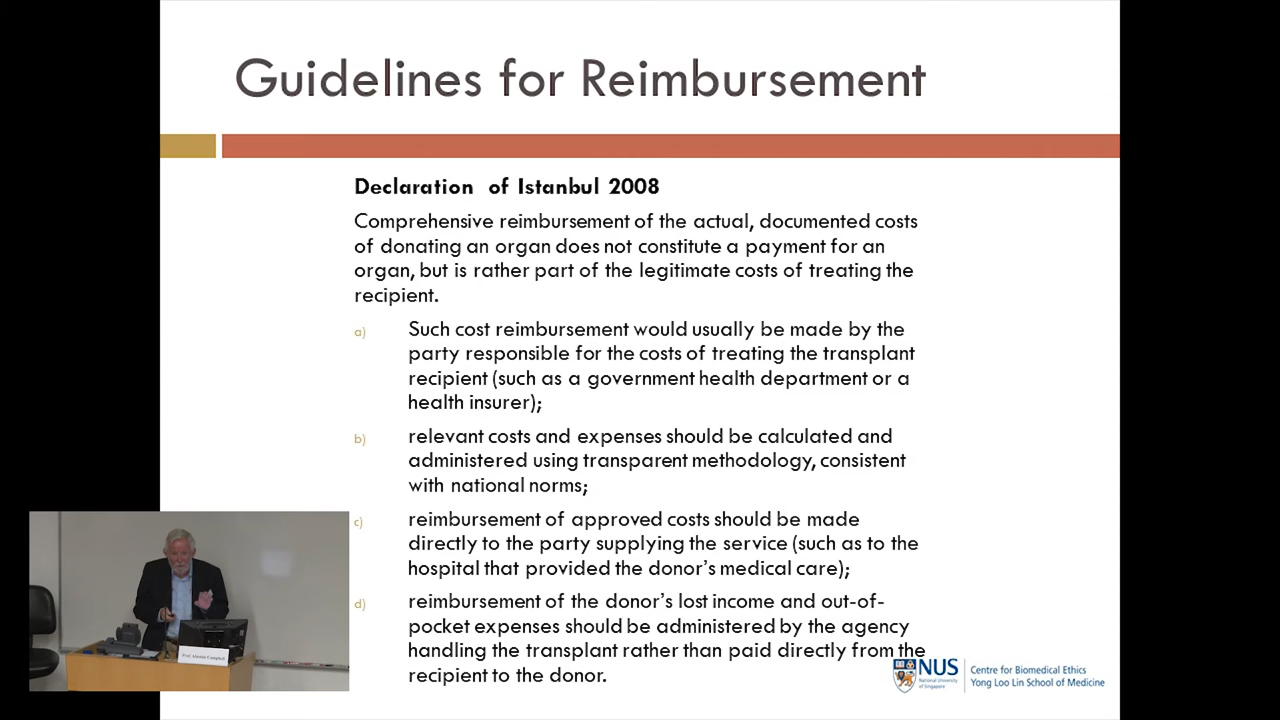 Guidelines for Reimbursement
Declaration of Istanbul 2008
Comprehensive reimbursement of the actual, documented costs
of donating an organ does not constitute a payment for an
organ, but is rather part of the legitimate costs of treating the
recipient.
a) Such cost reimbursement would usually be made by the
party responsible for the costs of treating the transplant
recipient (such as a government health department or a
health insurer);
b) relevant costs and expenses should be calculated and
administered using transparent methodology, consistent
with national norms;
c) reimbursement of approved costs should be made
directly to the party supplying the service (such as to the
hospital that provided the donor's medical care);
d) reimbursement of the donor's lost income and out-of-
pocket expenses should be administered by the agency
handling the transplant rather than paid directly from the
recipient to the donor.
Prof. Alastair Campbell
NUS
National University
of Singapore
Centre for Biomedical Ethics
Yong Loo Lin School of Medicine